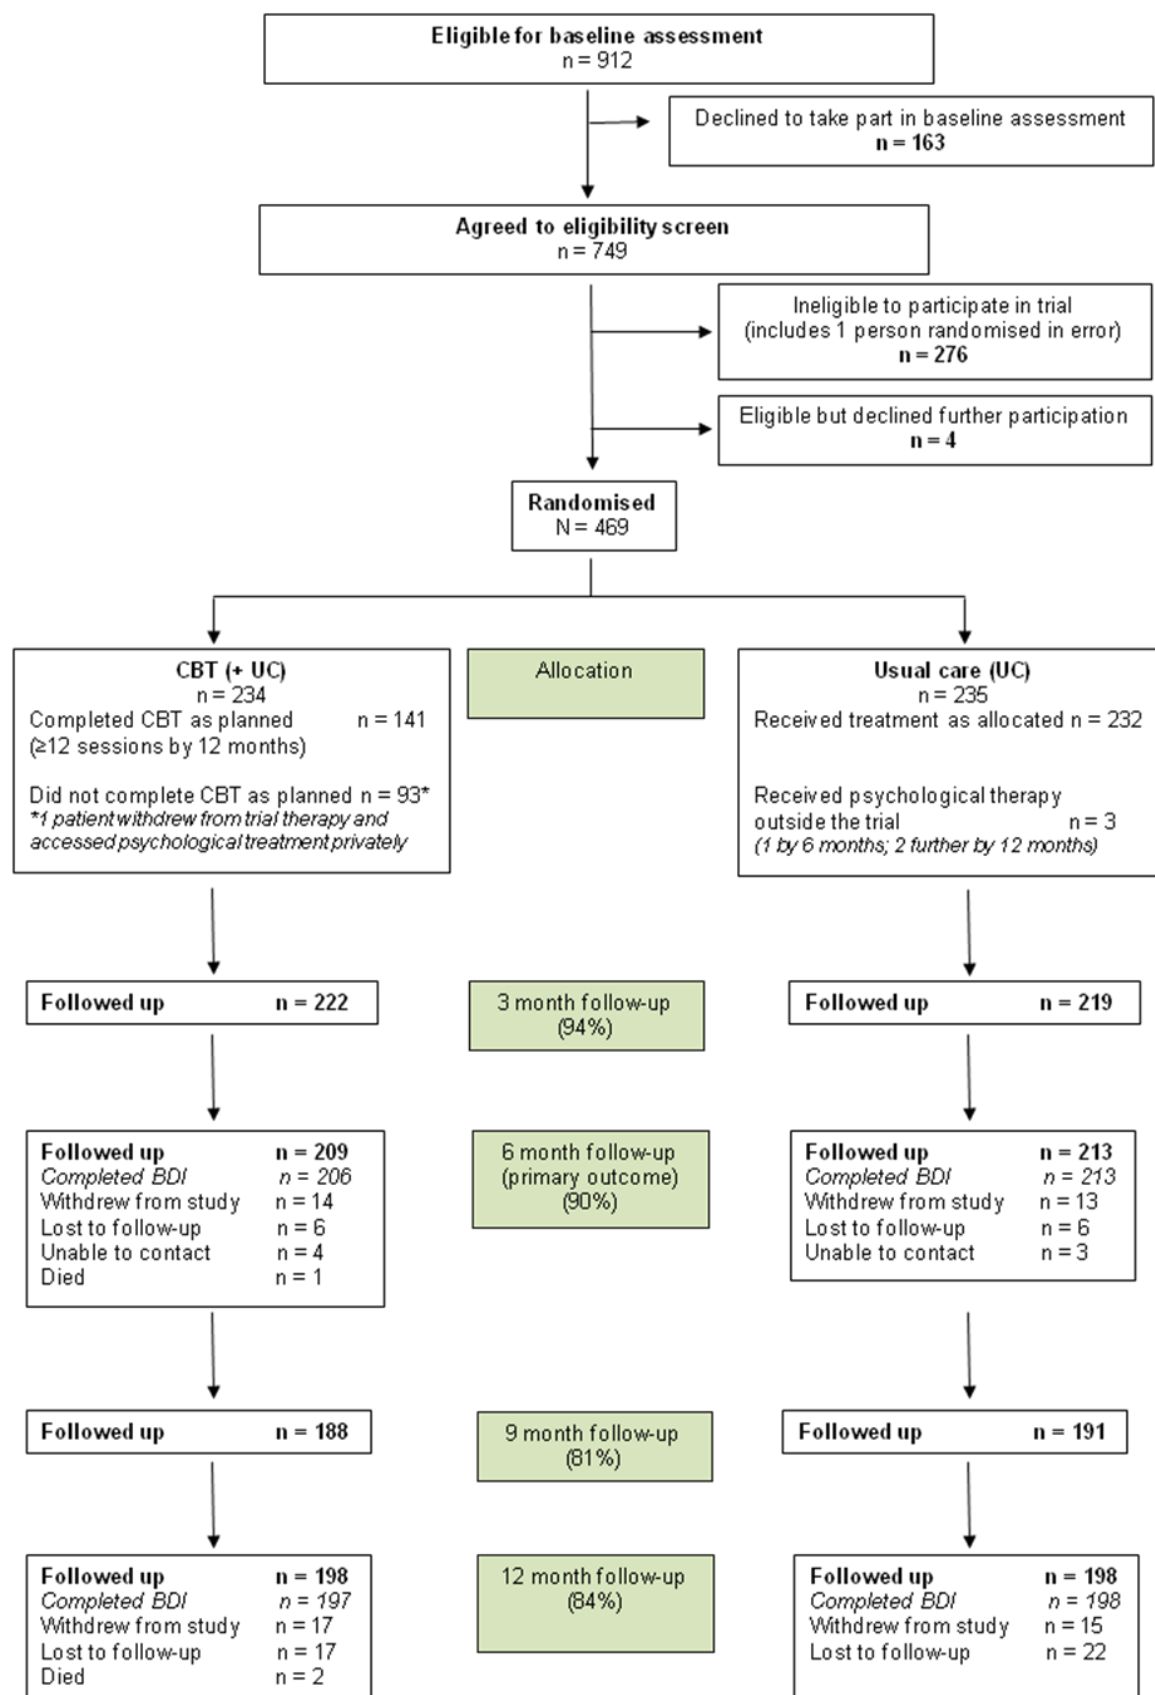 Eligible for baseline assessment
n = 912
Declined to take part in baseline assessment
n = 163
Agreed to eligibility screen
n = 749
Ineligible to participate in trial
(includes 1 person randomised in error)
n = 276
Eligible but declined further participation
n = 4
Randomised
N = 469
CBT (+ UC)
n = 234
Completed CBT as planned n = 141
(≥12 sessions by 12 months)
Did not complete CBT as planned n = 93*
*1 patient withdrew from trial therapy and
accessed psychological treatment privately
Allocation
Usual care (UC)
n = 235
Received treatment as allocated n = 232
Received psychological therapy
outside the trial n = 3
(1 by 6 months; 2 further by 12 months)
Followed up n = 222
3 month follow-up
(94%)
Followed up n = 219
Followed up n = 209
Completed BDI n = 206
Withdrew from study n = 14
Lost to follow-up n = 6
Unable to contact n = 4
Died n = 1
6 month follow-up
(primary outcome)
(90%)
Followed up n = 213
Completed BDI n = 213
Withdrew from study n = 13
Lost to follow-up n = 6
Unable to contact n = 3
Followed up n = 188
9 month follow-up
(81%)
Followed up n = 191
Followed up n = 198
Completed BDI n = 197
Withdrew from study n = 17
Lost to follow-up n = 17
Died n = 2
12 month follow-up
(84%)
Followed up n = 198
Completed BDI n = 198
Withdrew from study n = 15
Lost to follow-up n = 22